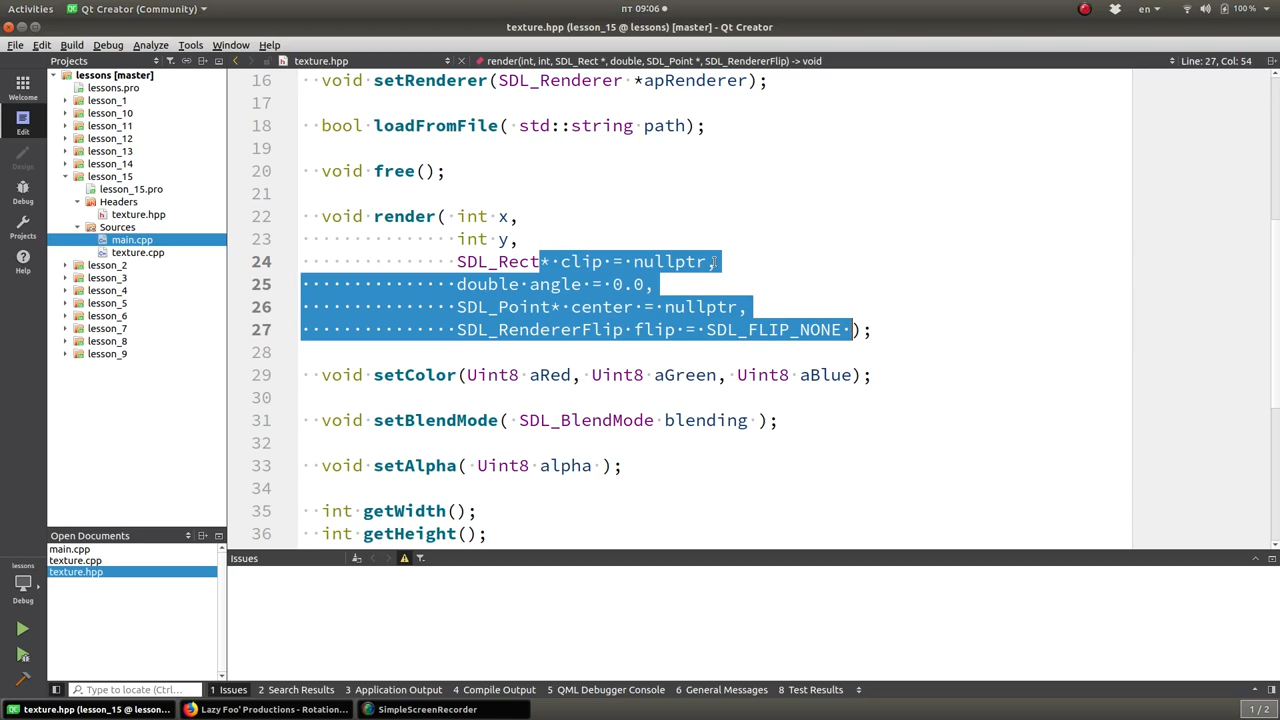 Activities
Qt Creator (Community)
пт 09:06
en
100 %
texture.hpp (lesson_15 @ lessons) [master] - Qt Creator
File Edit Build Debug Analyze Tools Window Help
Projects
texture.hpp
render(int, int, SDL_Rect *, double, SDL_Point *, SDL_RendererFlip) -> void
Line: 27, Col: 54
Welcome
Edit
Design
Debug
Projects
Help
lessons
Debug
lessons [master]
lessons.pro
lesson_1
lesson_10
lesson_11
lesson_12
lesson_13
lesson_14
lesson_15
lesson_15.pro
Headers
texture.hpp
Sources
main.cpp
texture.cpp
lesson_2
lesson_3
lesson_4
lesson_5
lesson_6
lesson_7
lesson_8
lesson_9
Open Documents
main.cpp
texture.cpp
texture.hpp
16 void setRenderer(SDL_Renderer *apRenderer);
17
18 bool loadFromFile( std::string path);
19
20 void free();
21
22 void render( int x,
23 int y,
24 SDL_Rect* clip = nullptr,
25 double angle = 0.0,
26 SDL_Point* center = nullptr,
27 SDL_RendererFlip flip = SDL_FLIP_NONE );
28
29 void setColor(Uint8 aRed, Uint8 aGreen, Uint8 aBlue);
30
31 void setBlendMode( SDL_BlendMode blending );
32
33 void setAlpha( Uint8 alpha );
34
35 int getWidth();
36 int getHeight();
Issues
Type to locate (...
1 Issues 2 Search Results 3 Application Output 4 Compile Output 5 QML Debugger Console 6 General Messages 8 Test Results
texture.hpp (lesson_15 @ lesson...
Lazy Foo' Productions - Rotation...
SimpleScreenRecorder
1 / 2